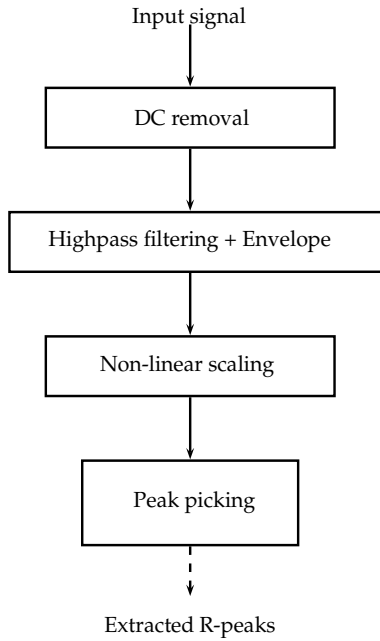 Input signal
DC removal
Highpass filtering + Envelope
Non-linear scaling
Peak picking
Extracted R-peaks